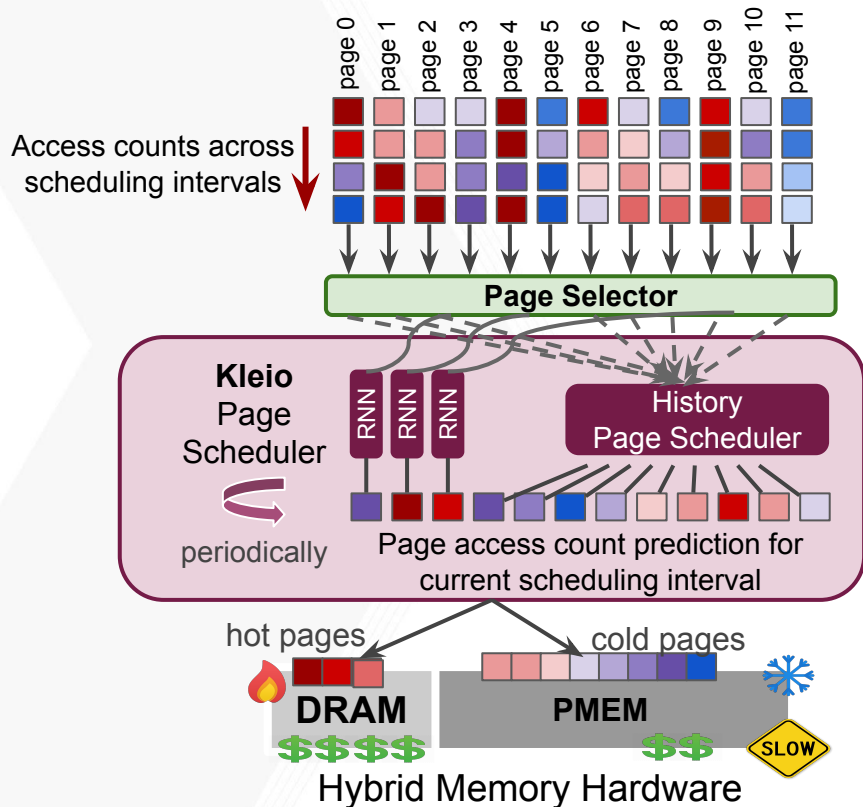 page 0
page 1
page 2
page 3
page 4
page 5
page 6
page 7
page 8
page 9
page 10
page 11
Access counts across
scheduling intervals
Page Selector
Kleio
Page
Scheduler
periodically
RNN
RNN
RNN
History
Page Scheduler
Page access count prediction for
current scheduling interval
hot pages
cold pages
DRAM
PMEM
$$$$
$$
SLOW
Hybrid Memory Hardware